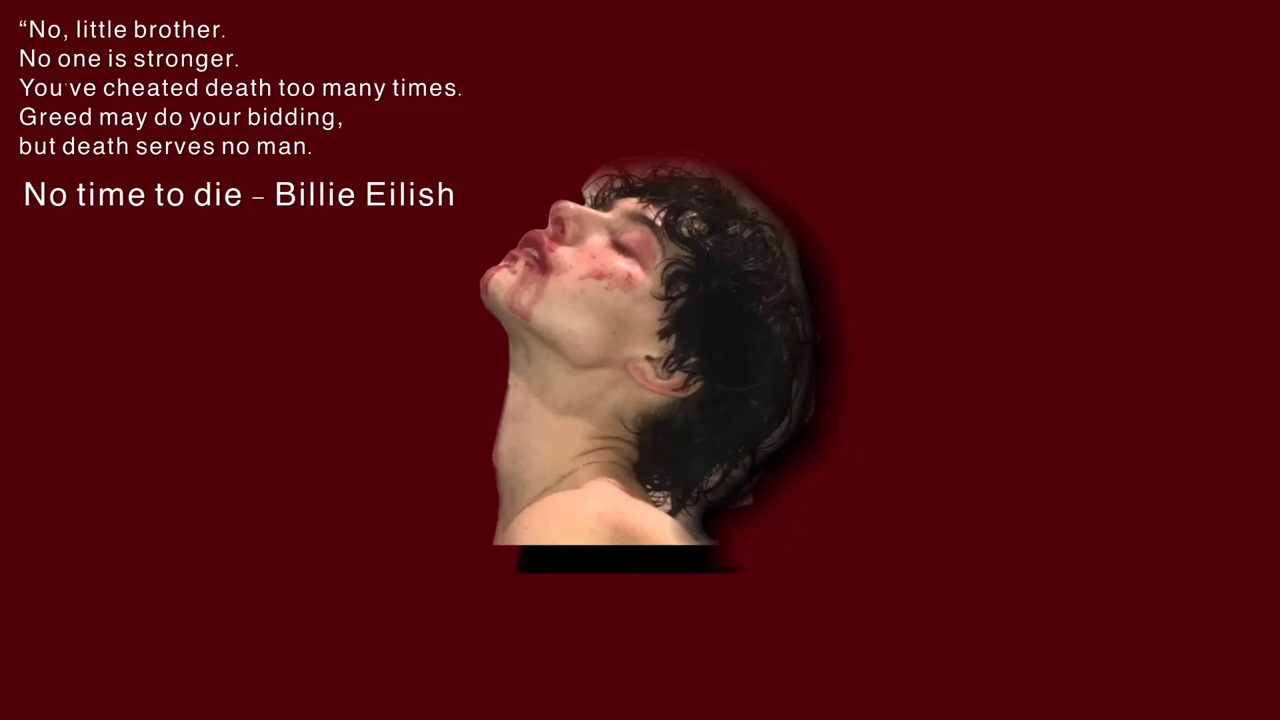 “No, little brother.
No one is stronger.
You've cheated death too many times.
Greed may do your bidding,
but death serves no man.
No time to die – Billie Eilish